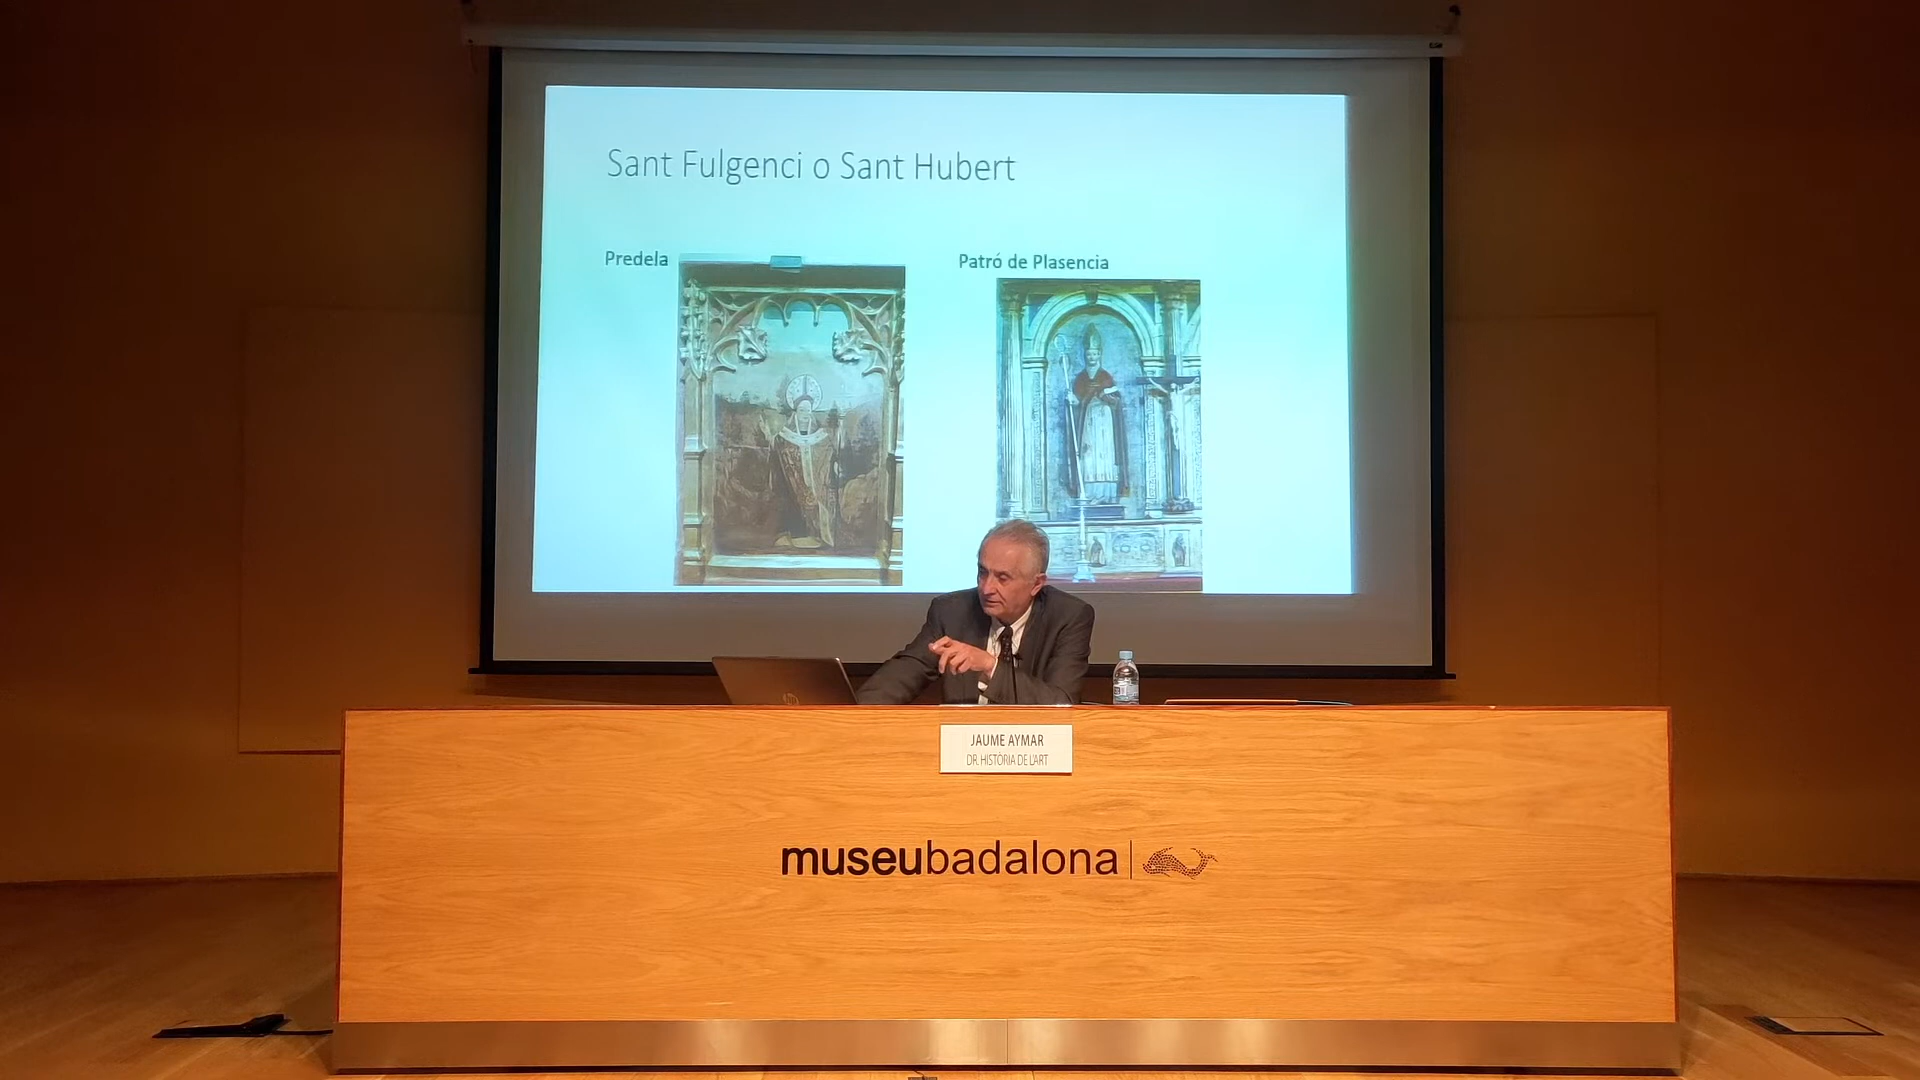 Sant Fulgenci o Sant Hubert
Predela
Patró de Plasencia
JAUME AYMAR
DR. HISTÒRIA DE L'ART
museubadalona